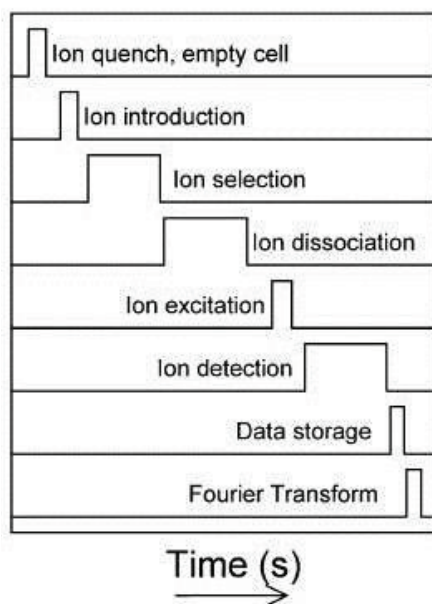 Ion quench, empty cell
Ion introduction
Ion selection
Ion dissociation
Ion excitation
Ion detection
Data storage
Fourier Transform
Time (s)